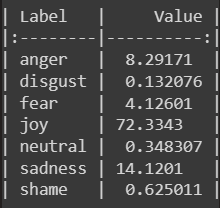 | Label    |     Value |
|:---------|----------:|
| anger    |  8.29171  |
| disgust  |  0.132076 |
| fear     |  4.12601  |
| joy      | 72.3343   |
| neutral  |  0.348307 |
| sadness  | 14.1201   |
| shame    |  0.625011 |